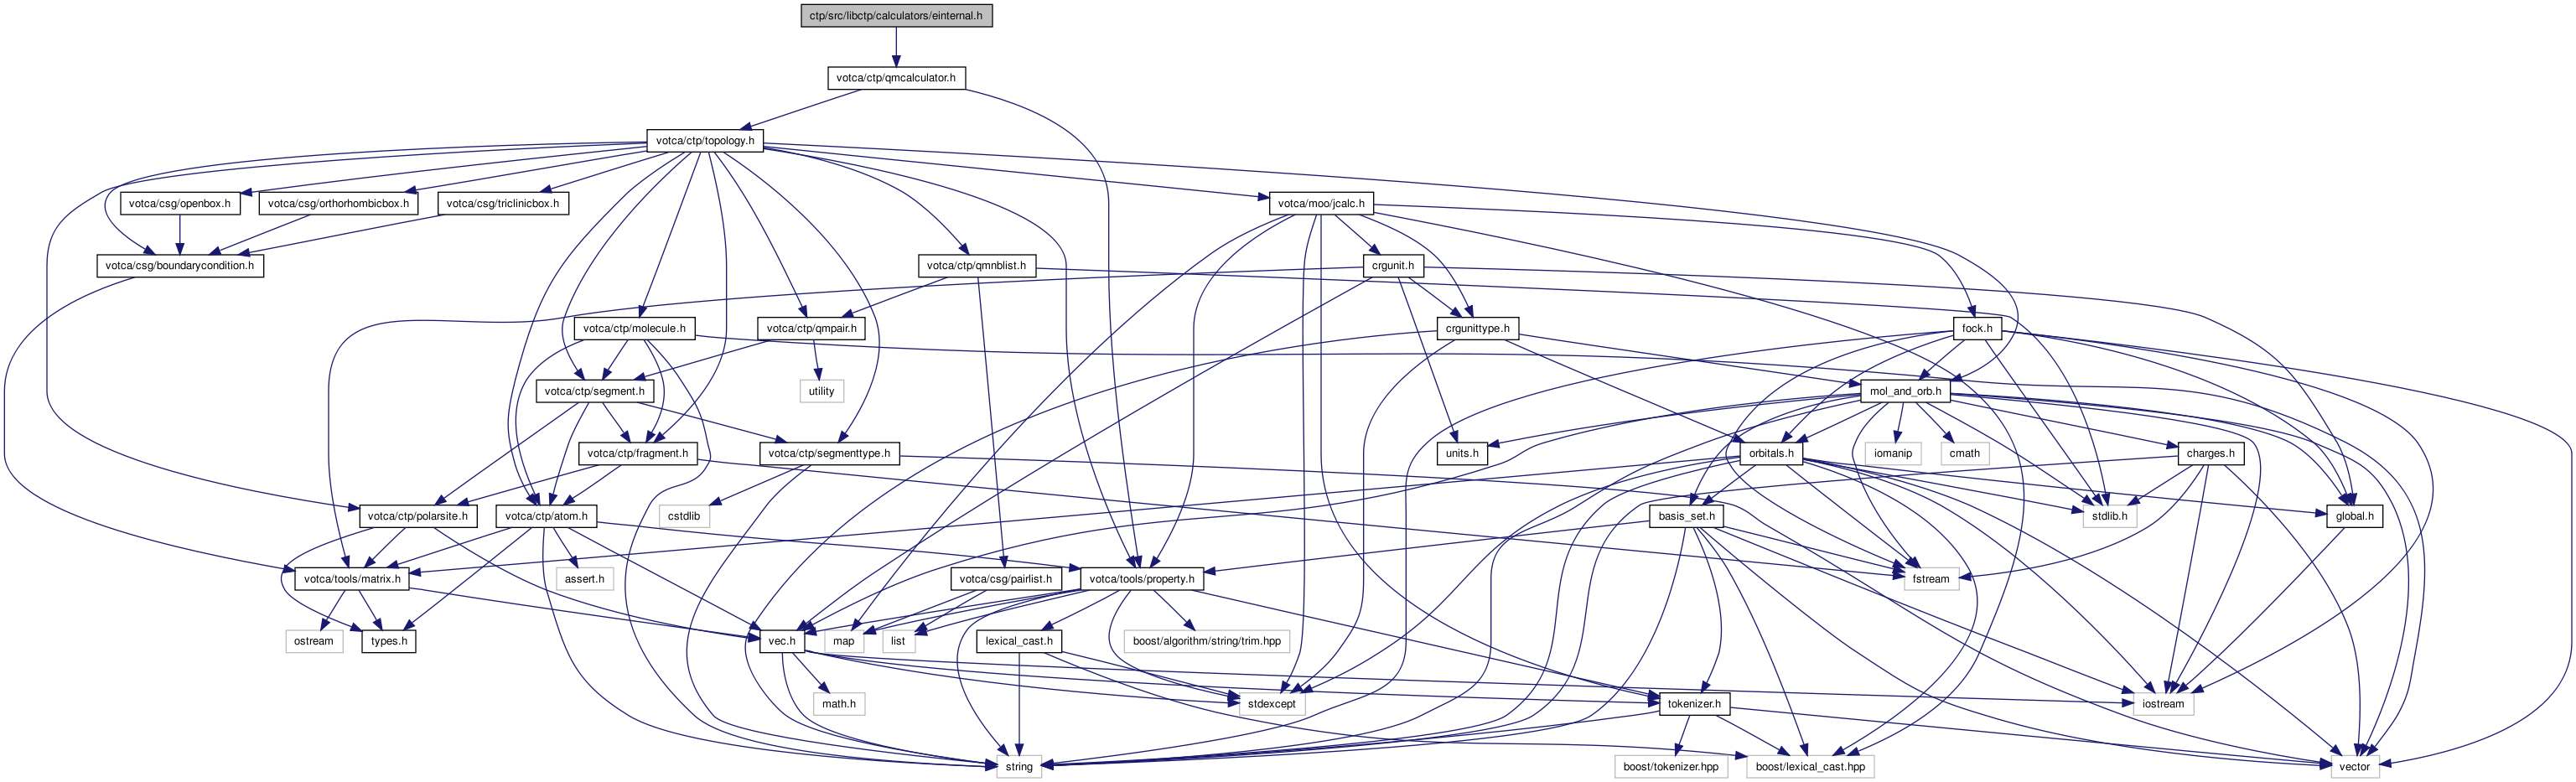 ctp/src/libctp/calculators/einternal.h
votca/ctp/qmcalculator.h
votca/ctp/topology.h
votca/csg/openbox.h
votca/csg/orthorhombicbox.h
votca/csg/triclinicbox.h
votca/moo/jcalc.h
votca/csg/boundarycondition.h
votca/ctp/qmnblist.h
crgunit.h
votca/ctp/molecule.h
votca/ctp/qmpair.h
crgunittype.h
fock.h
votca/ctp/segment.h
utility
mol_and_orb.h
votca/ctp/fragment.h
votca/ctp/segmenttype.h
units.h
orbitals.h
iomanip
cmath
charges.h
votca/ctp/polarsite.h
votca/ctp/atom.h
cstdlib
basis_set.h
stdlib.h
global.h
votca/tools/matrix.h
assert.h
votca/csg/pairlist.h
votca/tools/property.h
fstream
ostream
types.h
vec.h
map
list
lexical_cast.h
boost/algorithm/string/trim.hpp
math.h
stdexcept
tokenizer.h
iostream
string
boost/tokenizer.hpp
boost/lexical_cast.hpp
vector